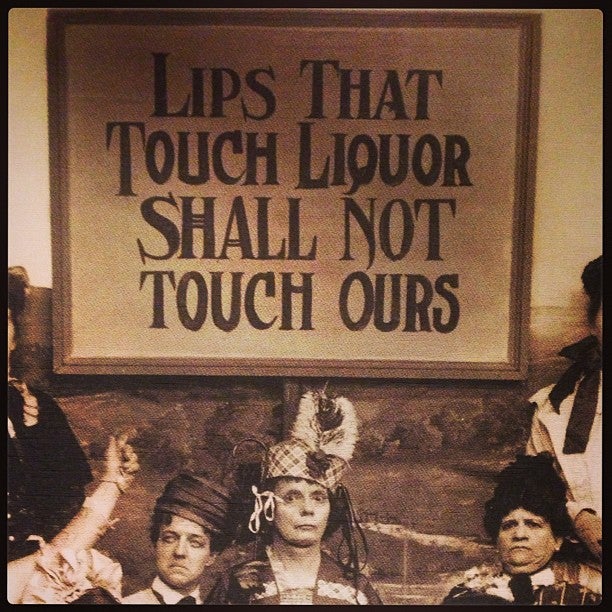 LIPS THAT
TOUCH LIQUOR
SHALL NOT
TOUCH OURS